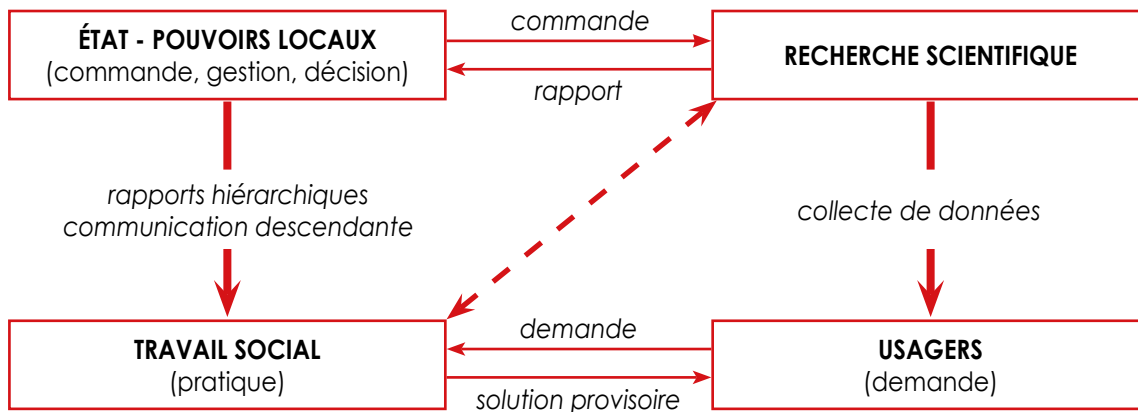 commande
ÉTAT - POUVOIRS LOCAUX
(commande, gestion, décision)
RECHERCHE SCIENTIFIQUE
rapport
rapports hiérarchiques
communication descendante
collecte de données
demande
TRAVAIL SOCIAL
(pratique)
USAGERS
(demande)
solution provisoire